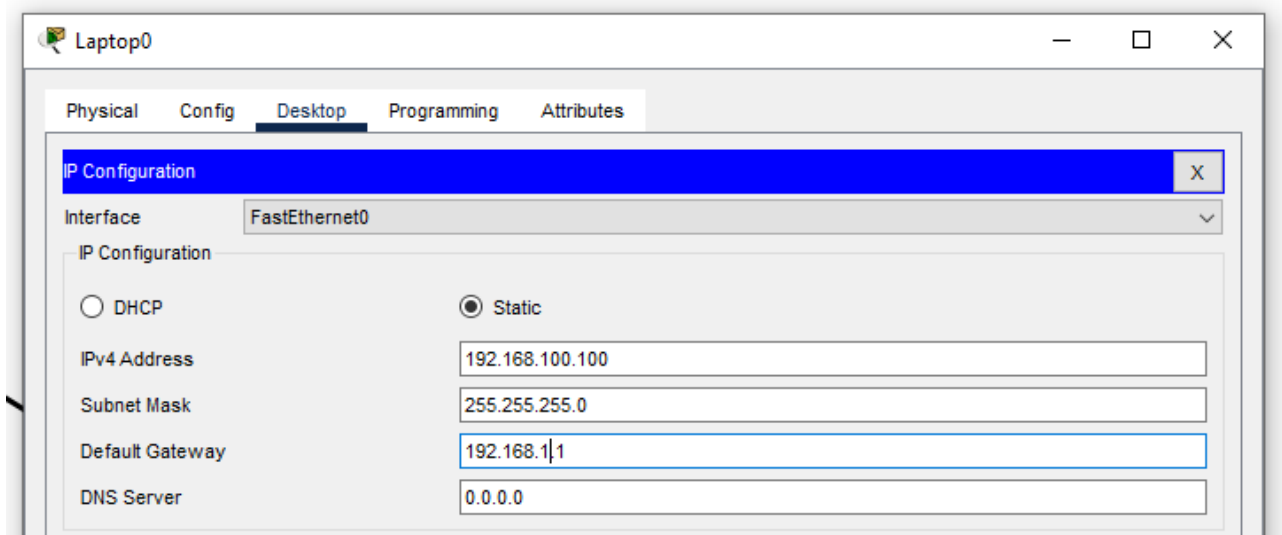 Laptop0
Physical Config Desktop Programming Attributes
IP Configuration X
Interface FastEthernet0
IP Configuration
DHCP Static
IPv4 Address 192.168.100.100
Subnet Mask 255.255.255.0
Default Gateway 192.168.1.1
DNS Server 0.0.0.0